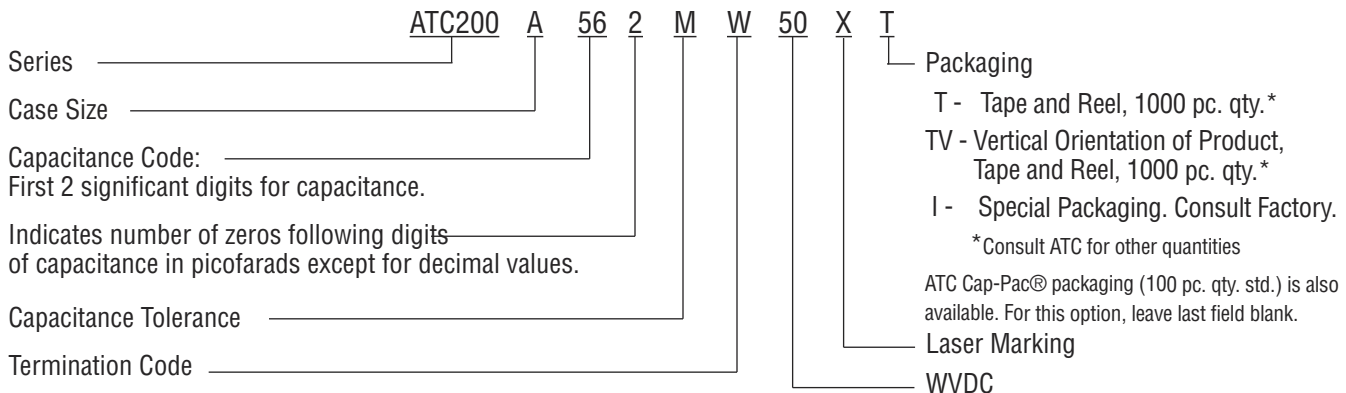 ATC200 A 56 2 M W 50 X T
Series
Case Size
Capacitance Code:
First 2 significant digits for capacitance.
Indicates number of zeros following digits
of capacitance in picofarads except for decimal values.
Capacitance Tolerance
Termination Code
Packaging
T - Tape and Reel, 1000 pc. qty.*
TV - Vertical Orientation of Product,
Tape and Reel, 1000 pc. qty.*
I - Special Packaging. Consult Factory.
*Consult ATC for other quantities
ATC Cap-Pac® packaging (100 pc. qty. std.) is also
available. For this option, leave last field blank.
Laser Marking
WVDC